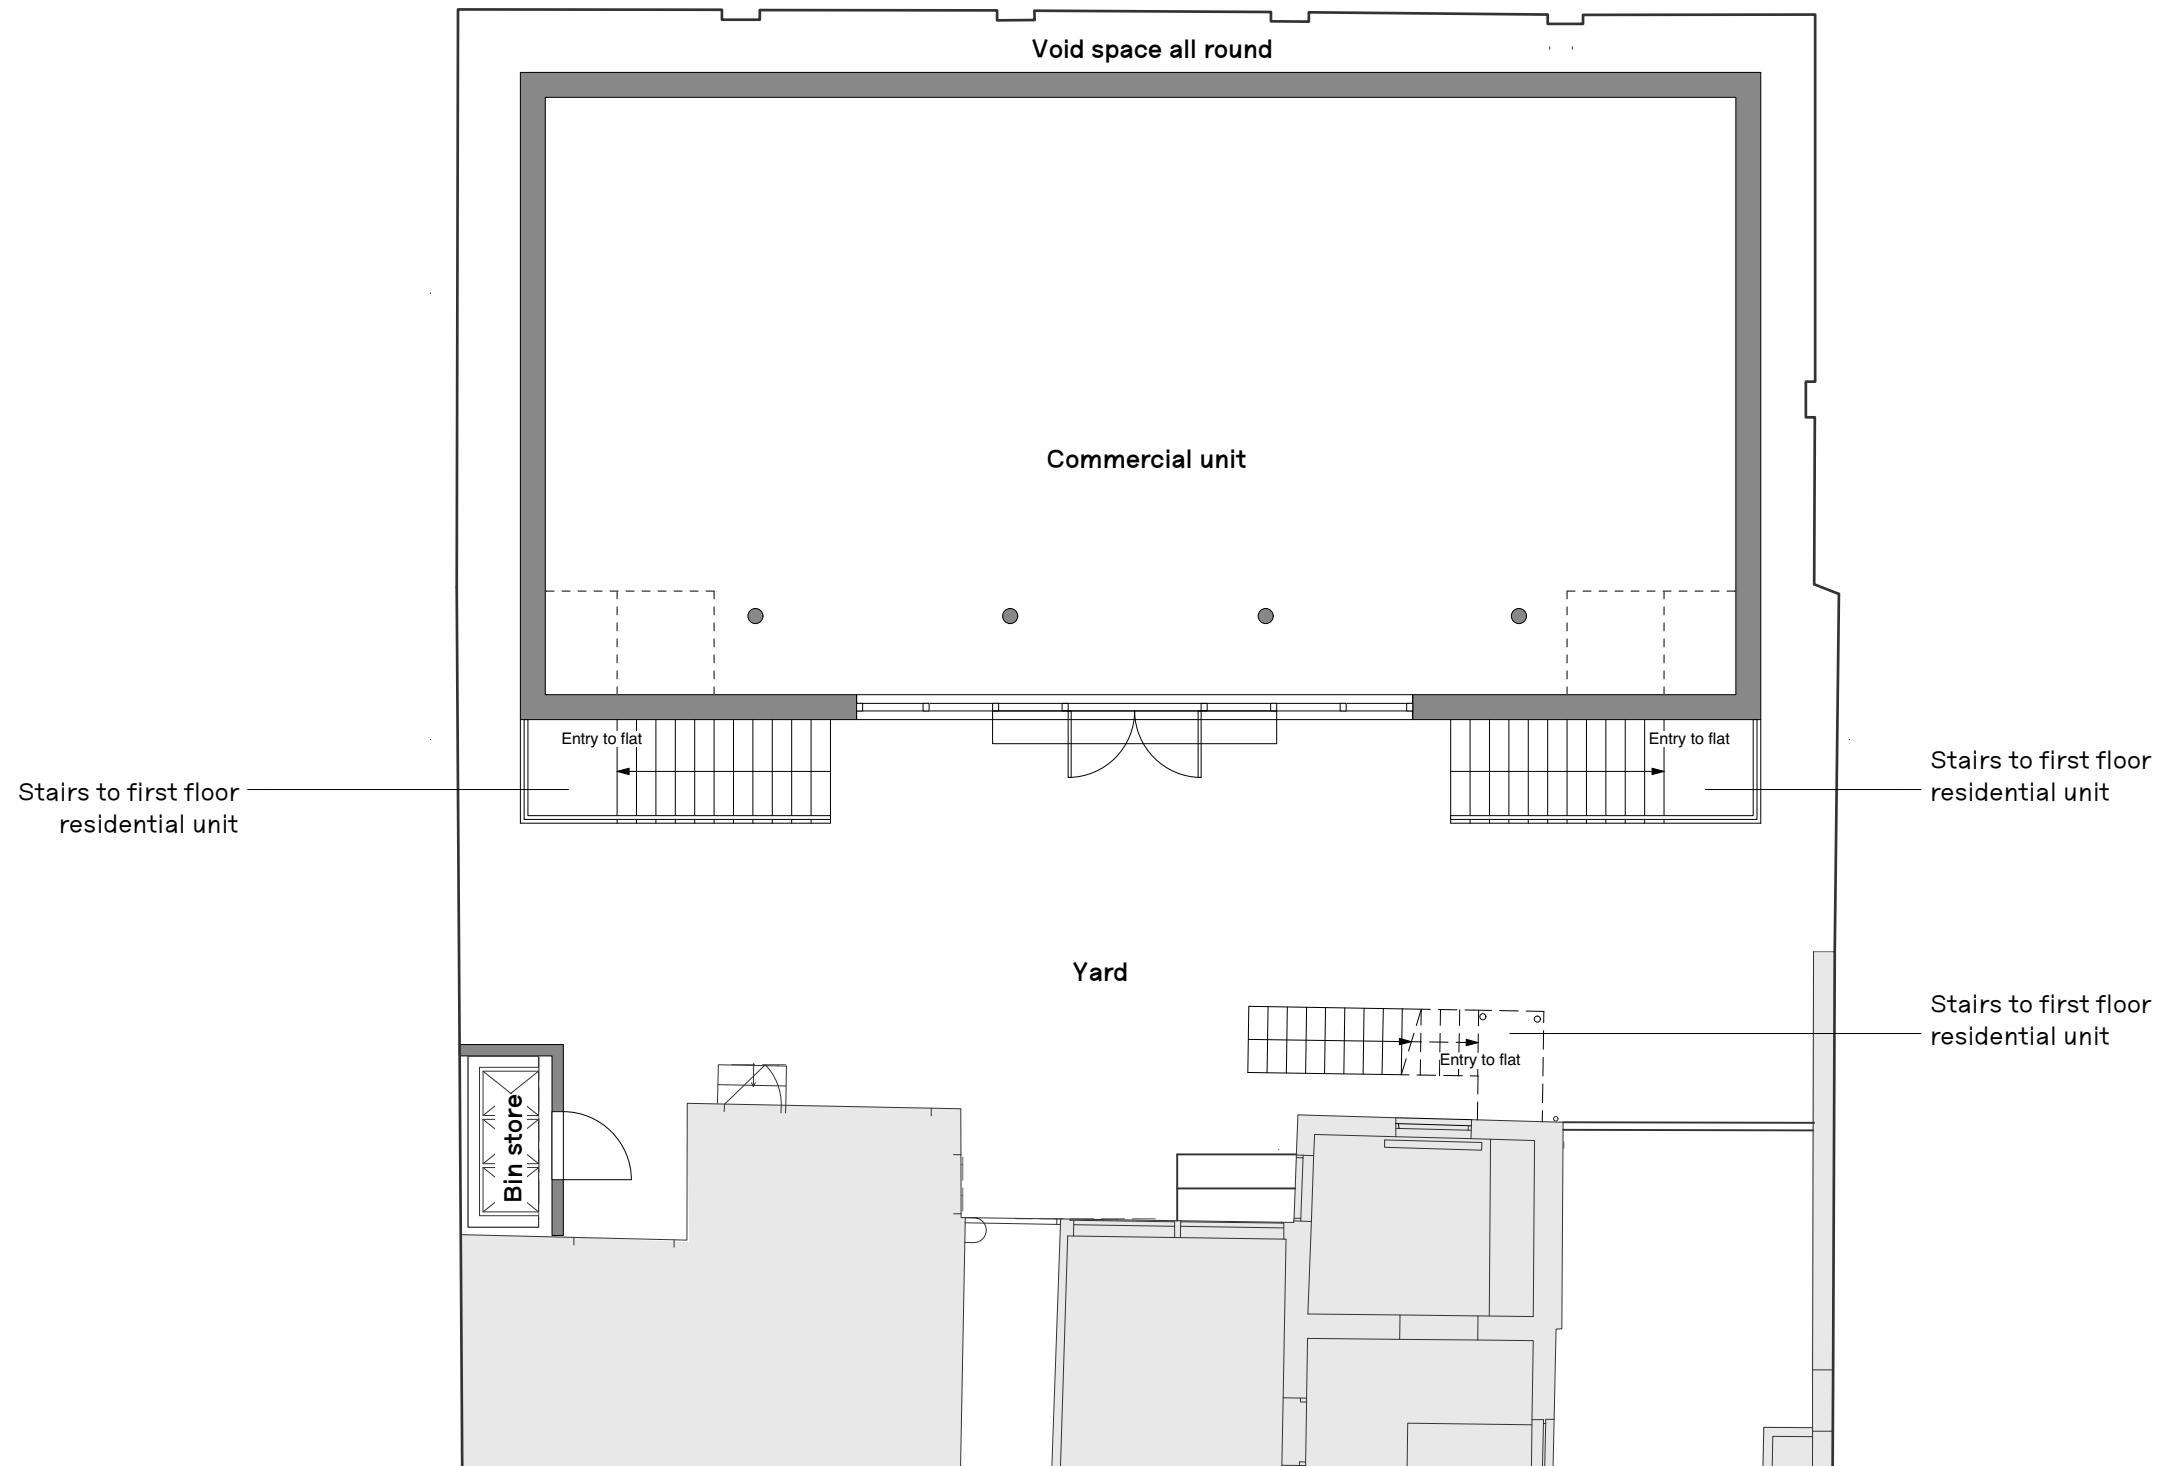 Void space all round
Commercial unit
Entry to flat
Entry to flat
Stairs to first floor
residential unit
Stairs to first floor
residential unit
Yard
Stairs to first floor
residential unit
Entry to flat
Bin store